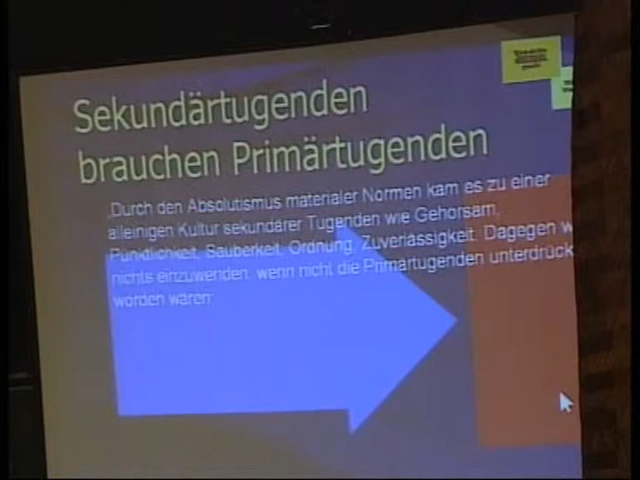 Sekundärtugenden
brauchen Primärtugenden
„Durch den Absolutismus materialer Normen kam es zu einer
alleinigen Kultur sekundärer Tugenden wie Gehorsam,
Pünktlichkeit, Sauberkeit, Ordnung, Zuverlässigkeit. Dagegen w
nichts einzuwenden, wenn nicht die Primärtugenden unterdrück
worden wären